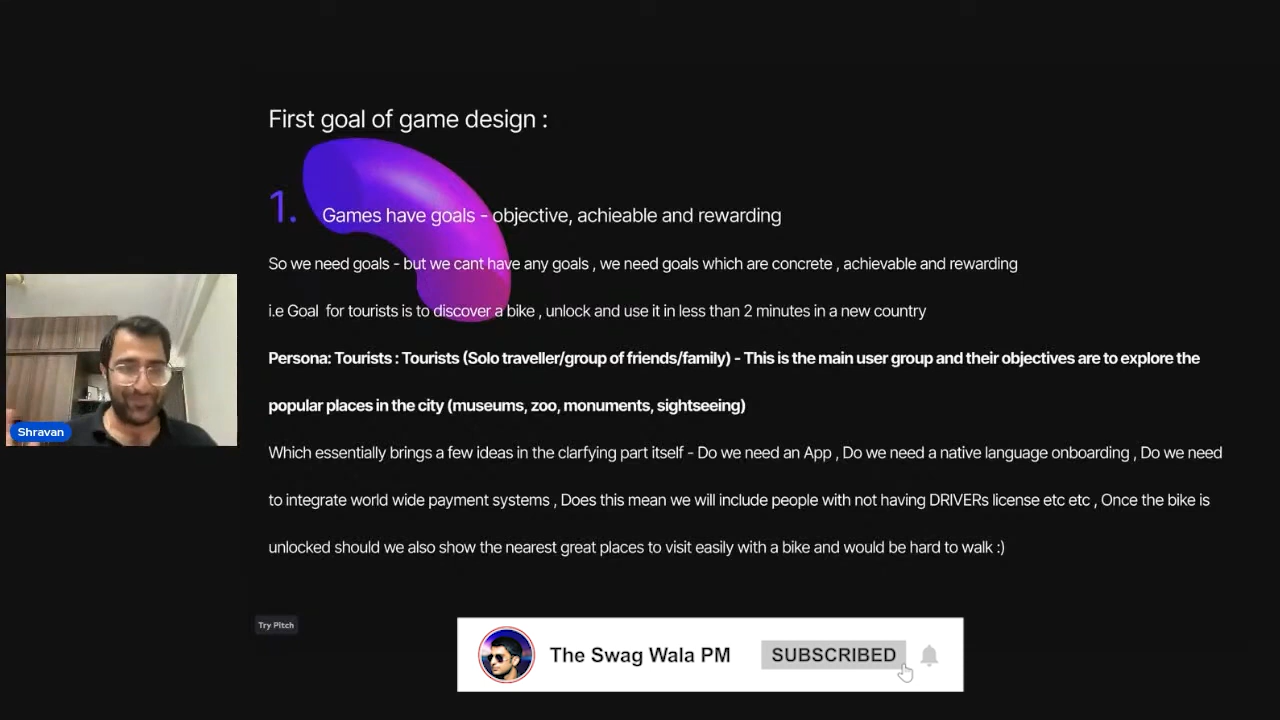 First goal of game design :
1. Games have goals - objective, achieable and rewarding
So we need goals - but we cant have any goals , we need goals which are concrete , achievable and rewarding
i.e Goal for tourists is to discover a bike , unlock and use it in less than 2 minutes in a new country
Persona: Tourists : Tourists (Solo traveller/group of friends/family) - This is the main user group and their objectives are to explore the
popular places in the city (museums, zoo, monuments, sightseeing)
Which essentially brings a few ideas in the clarfying part itself - Do we need an App , Do we need a native language onboarding , Do we need
to integrate world wide payment systems , Does this mean we will include people with not having DRIVERs license etc etc , Once the bike is
unlocked should we also show the nearest great places to visit easily with a bike and would be hard to walk :)
Shravan
Try Pitch
The Swag Wala PM SUBSCRIBED